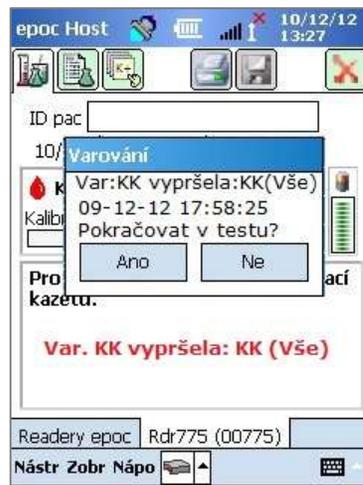 epoc Host 10/12/12
13:27
K+
ID pac
10/
Varování
Var:KK vypršela:KK(Vše)
09-12-12 17:58:25
Pokračovat v testu?
Ano Ne
K
Kalib
Pro ací
kazetu.
Var. KK vypršela: KK (Vše)
Readery epoc Rdr775 (00775)
Nástr Zobr Nápo